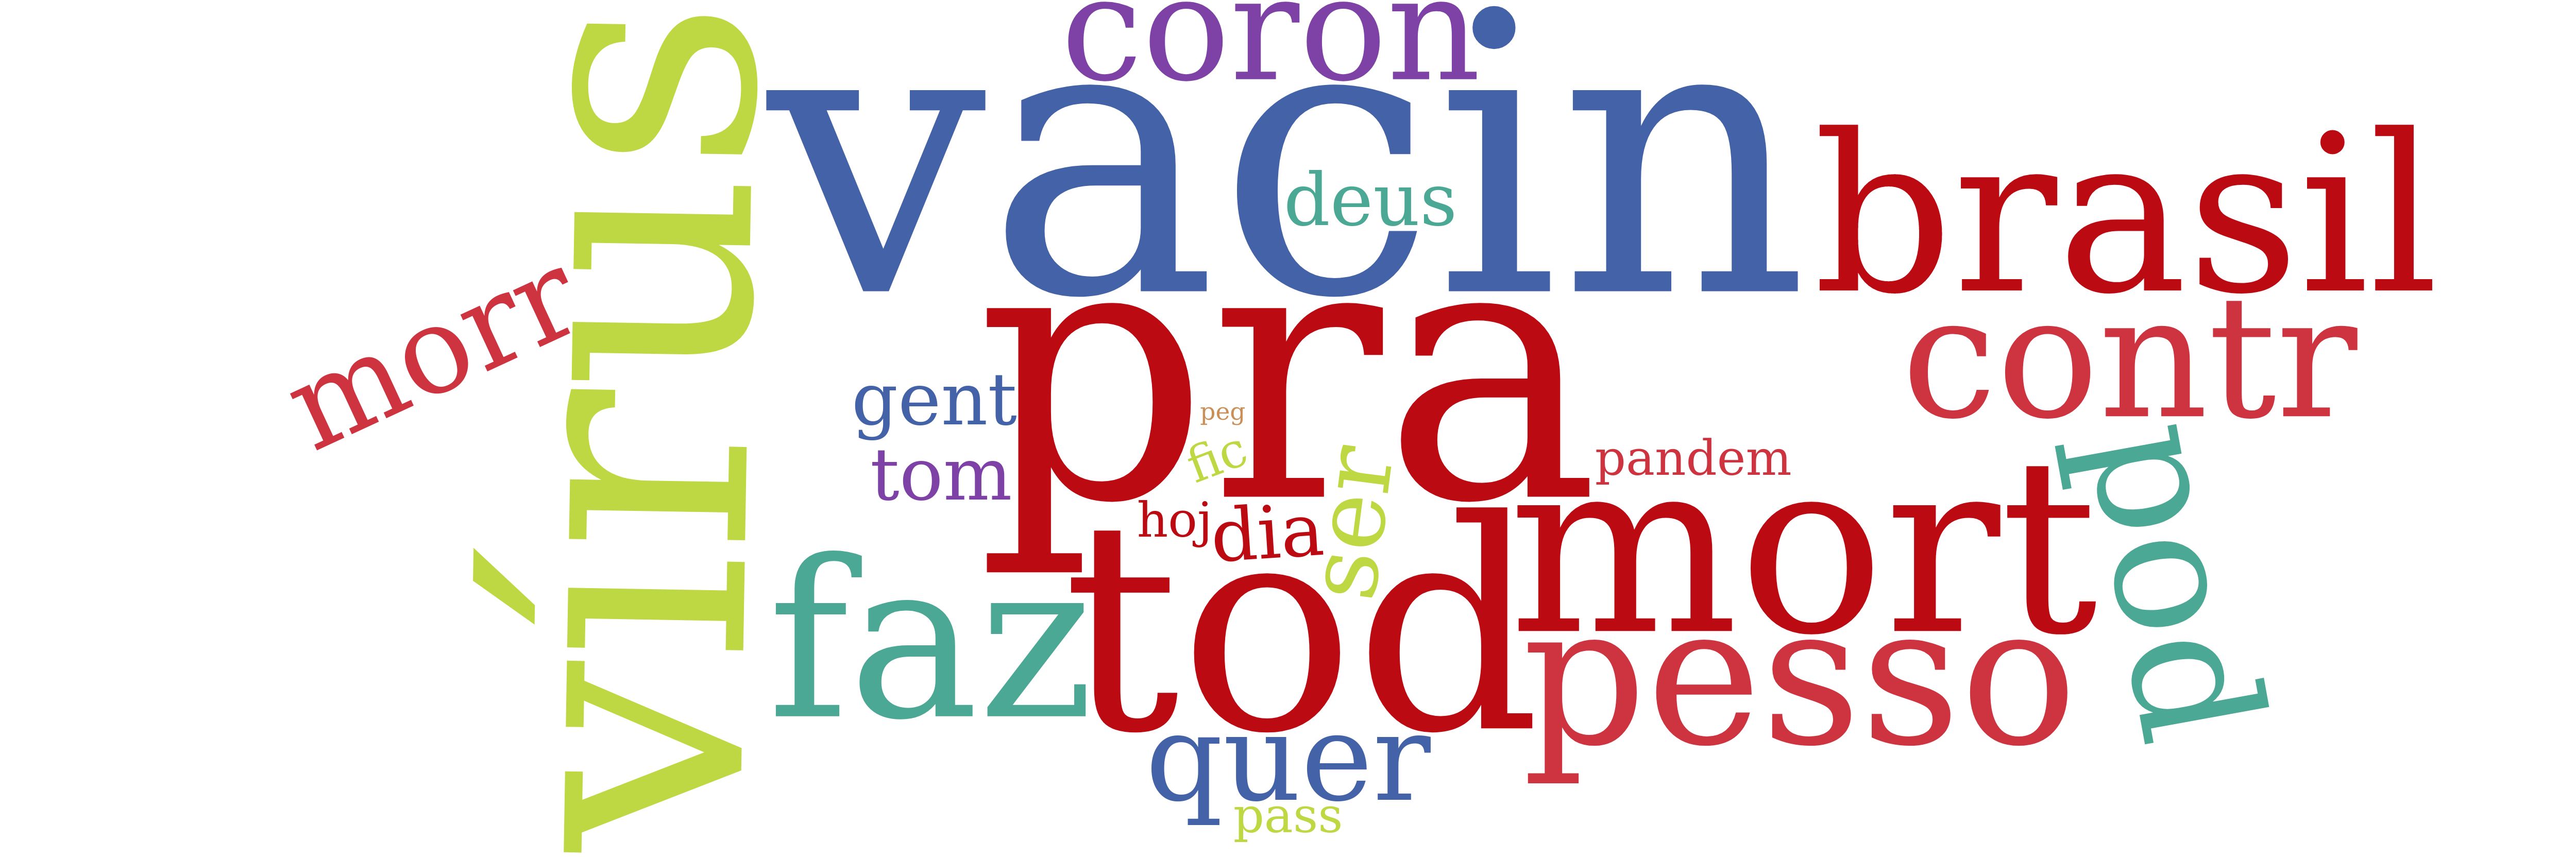 coron
vacin
vírus
deus
brasil
morr
pra
contr
gent
peg
fic
tom
pandem
ser
pod
hoj
dia
mort
faz
tod
pesso
quer
pass